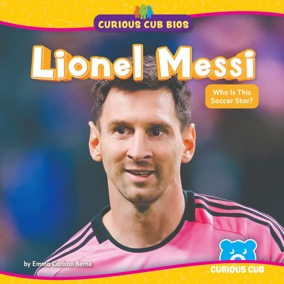 CURIOUS CUB BIOS
Lionel Messi
Who Is This
Soccer Star?
by Emma Carlson Berne
CURIOUS CUB